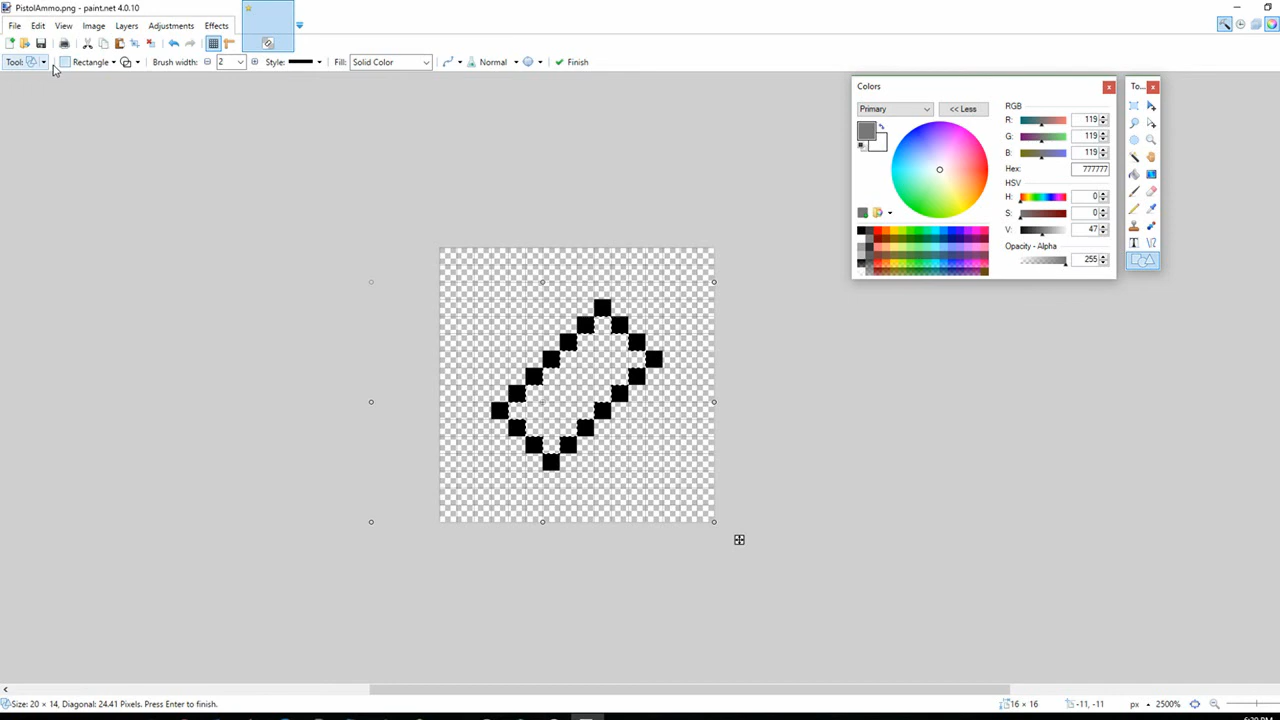 PistolAmmo.png - paint.net 4.0.10
File Edit View Image Layers Adjustments Effects
Tool: Rectangle Brush width: 2 Style: Fill: Solid Color Normal Finish
Colors
To...
Primary << Less
RGB
R: 119
G: 119
B: 119
Hex: 777777
HSV
H: 0
S: 0
V: 47
Opacity - Alpha
255
Size: 20 × 14, Diagonal: 24.41 Pixels. Press Enter to finish.
16 × 16 -11, -11 px 2500%